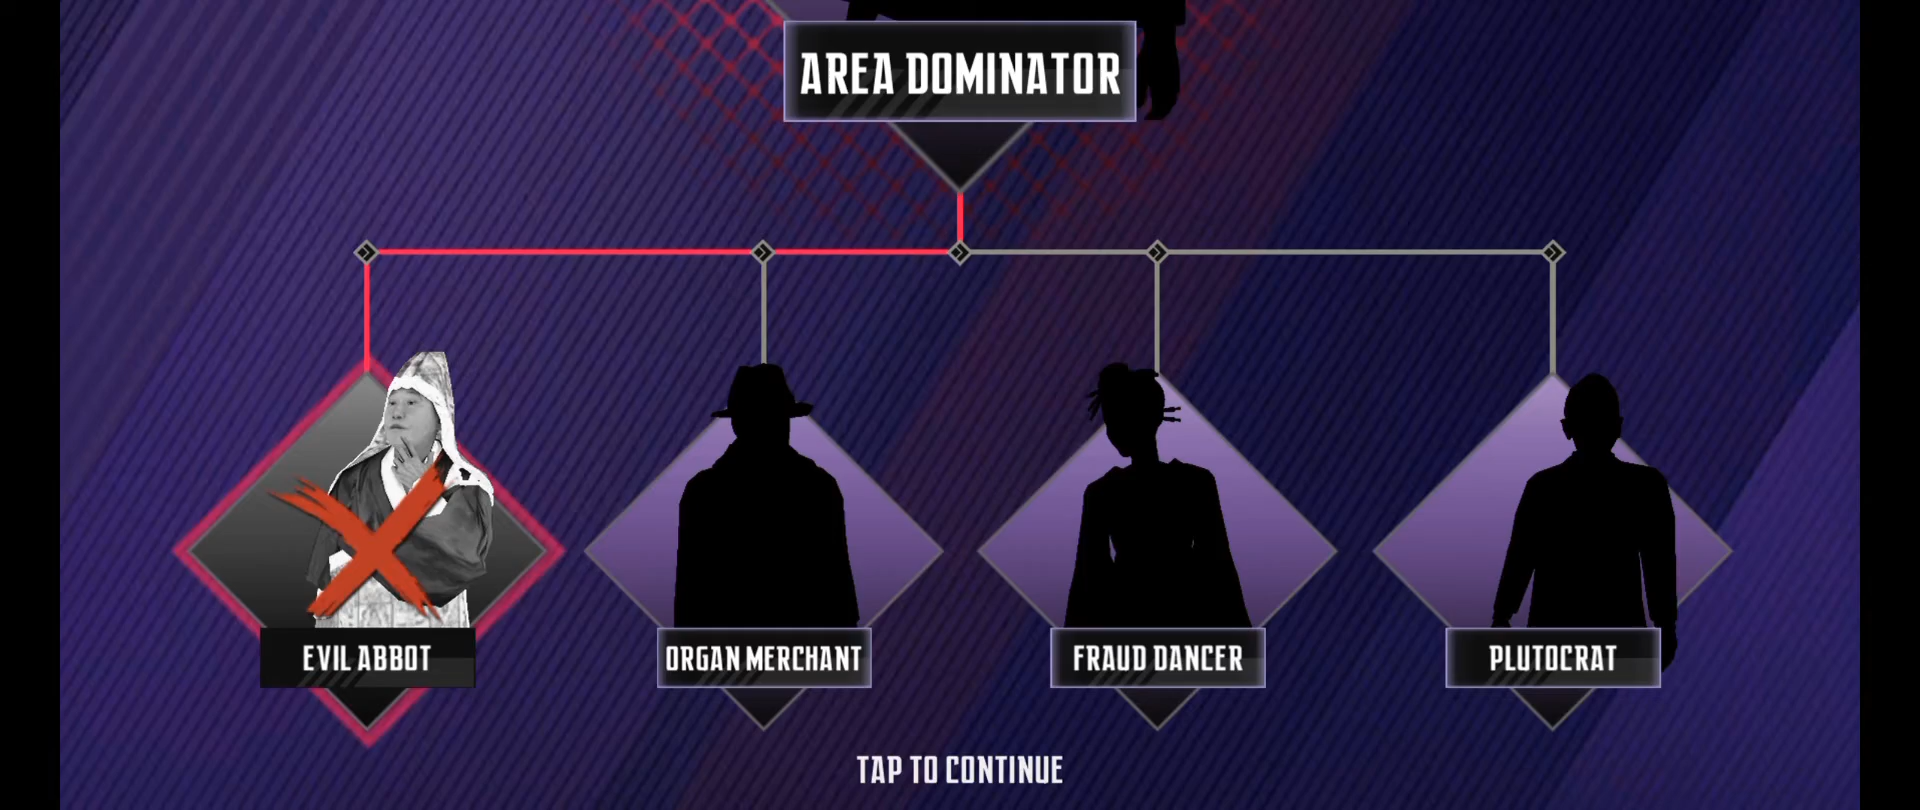 AREA DOMINATOR
EVIL ABBOT
ORGAN MERCHANT
FRAUD DANCER
PLUTOCRAT
TAP TO CONTINUE